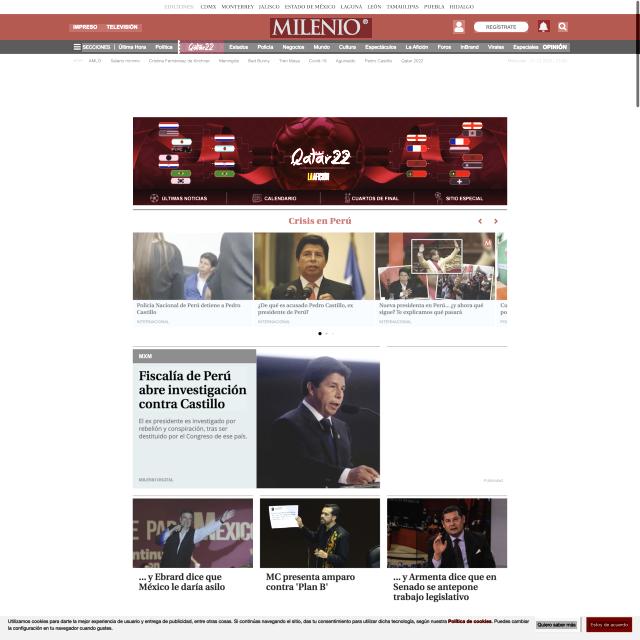 EDICIONES: CDMX MONTERREY JALISCO ESTADO DE MÉXICO LAGUNA LEÓN TAMAULIPAS PUEBLA HIDALGO
IMPRESO TELEVISIÓN
MILENIO®
REGÍSTRATE
SECCIONES Última Hora Política Qatar22 Estados Policía Negocios Mundo Cultura Espectáculos La Afición Foros InBrand Virales Especiales OPINIÓN
AMLO Salario mínimo Cristina Fernández de Kirchner Maremgás Bad Bunny Tren Maya Covid-19 Aguinaldo Pedro Castillo Qatar 2022
Qatar22
LA AFICIÓN
ÚLTIMAS NOTICIAS CALENDARIO CUARTOS DE FINAL SITIO ESPECIAL
Crisis en Perú
Policía Nacional de Perú detiene a Pedro
Castillo
INTERNACIONAL
¿De qué es acusado Pedro Castillo, ex
presidente de Perú?
INTERNACIONAL
Nueva presidenta en Perú... ¿y ahora qué
sigue? Te explicamos qué pasará
INTERNACIONAL
MXM
Fiscalía de Perú
abre investigación
contra Castillo
El ex presidente es investigado por
rebelión y conspiración, tras ser
destituido por el Congreso de ese país.
MILENIO DIGITAL
Publicidad
... y Ebrard dice que
México le daría asilo
MC presenta amparo
contra 'Plan B'
... y Armenta dice que en
Senado se antepone
trabajo legislativo
Utilizamos cookies para darte la mejor experiencia de usuario y entrega de publicidad, entre otras cosas. Si continúas navegando el sitio, das tu consentimiento para utilizar dicha tecnología, según nuestra Política de cookies. Puedes cambiar
la configuración en tu navegador cuando gustes.
Quiero saber más
Estoy de acuerdo